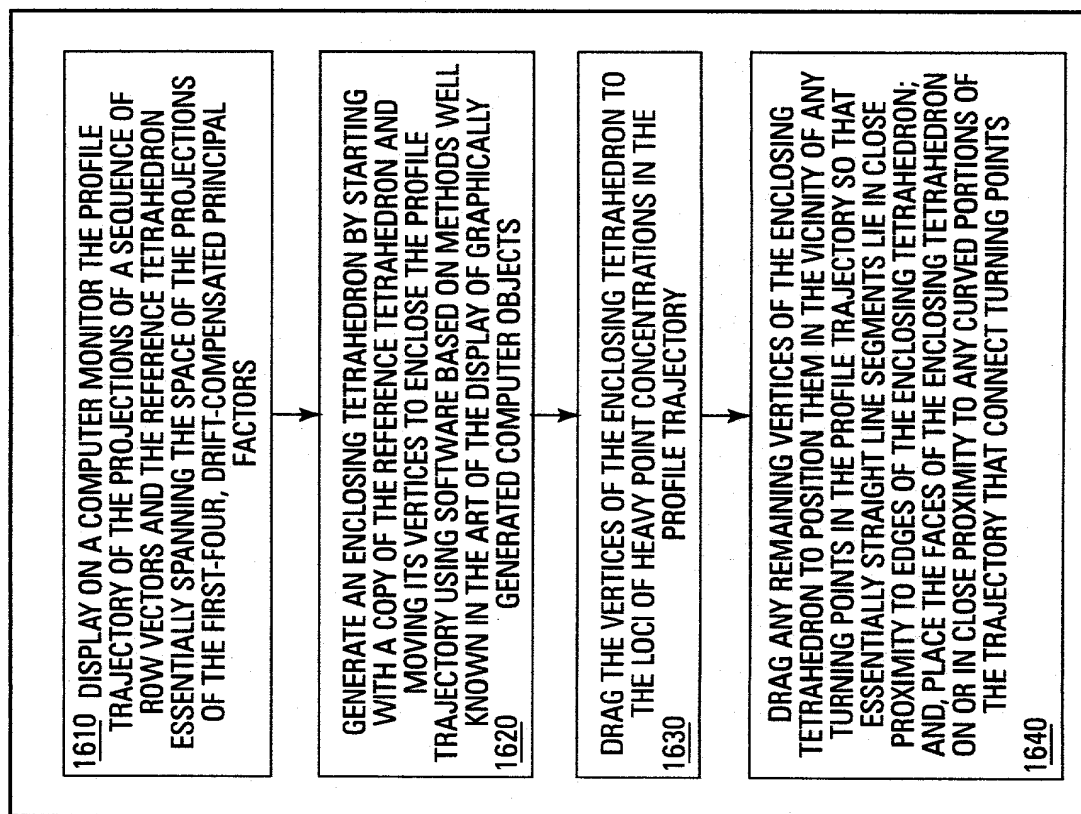 1610 DISPLAY ON A COMPUTER MONITOR THE PROFILE
TRAJECTORY OF THE PROJECTIONS OF A SEQUENCE OF
ROW VECTORS AND THE REFERENCE TETRAHEDRON
ESSENTIALLY SPANNING THE SPACE OF THE PROJECTIONS
OF THE FIRST-FOUR, DRIFT-COMPENSATED PRINCIPAL
FACTORS
GENERATE AN ENCLOSING TETRAHEDRON BY STARTING
WITH A COPY OF THE REFERENCE TETRAHEDRON AND
MOVING ITS VERTICES TO ENCLOSE THE PROFILE
TRAJECTORY USING SOFTWARE BASED ON METHODS WELL
KNOWN IN THE ART OF THE DISPLAY OF GRAPHICALLY
GENERATED COMPUTER OBJECTS
1620
DRAG THE VERTICES OF THE ENCLOSING TETRAHEDRON TO
THE LOCI OF HEAVY POINT CONCENTRATIONS IN THE
PROFILE TRAJECTORY
1630
DRAG ANY REMAINING VERTICES OF THE ENCLOSING
TETRAHEDRON TO POSITION THEM IN THE VICINITY OF ANY
TURNING POINTS IN THE PROFILE TRAJECTORY SO THAT
ESSENTIALLY STRAIGHT LINE SEGMENTS LIE IN CLOSE
PROXIMITY TO EDGES OF THE ENCLOSING TETRAHEDRON;
AND, PLACE THE FACES OF THE ENCLOSING TETRAHEDRON
ON OR IN CLOSE PROXIMITY TO ANY CURVED PORTIONS OF
THE TRAJECTORY THAT CONNECT TURNING POINTS
1640